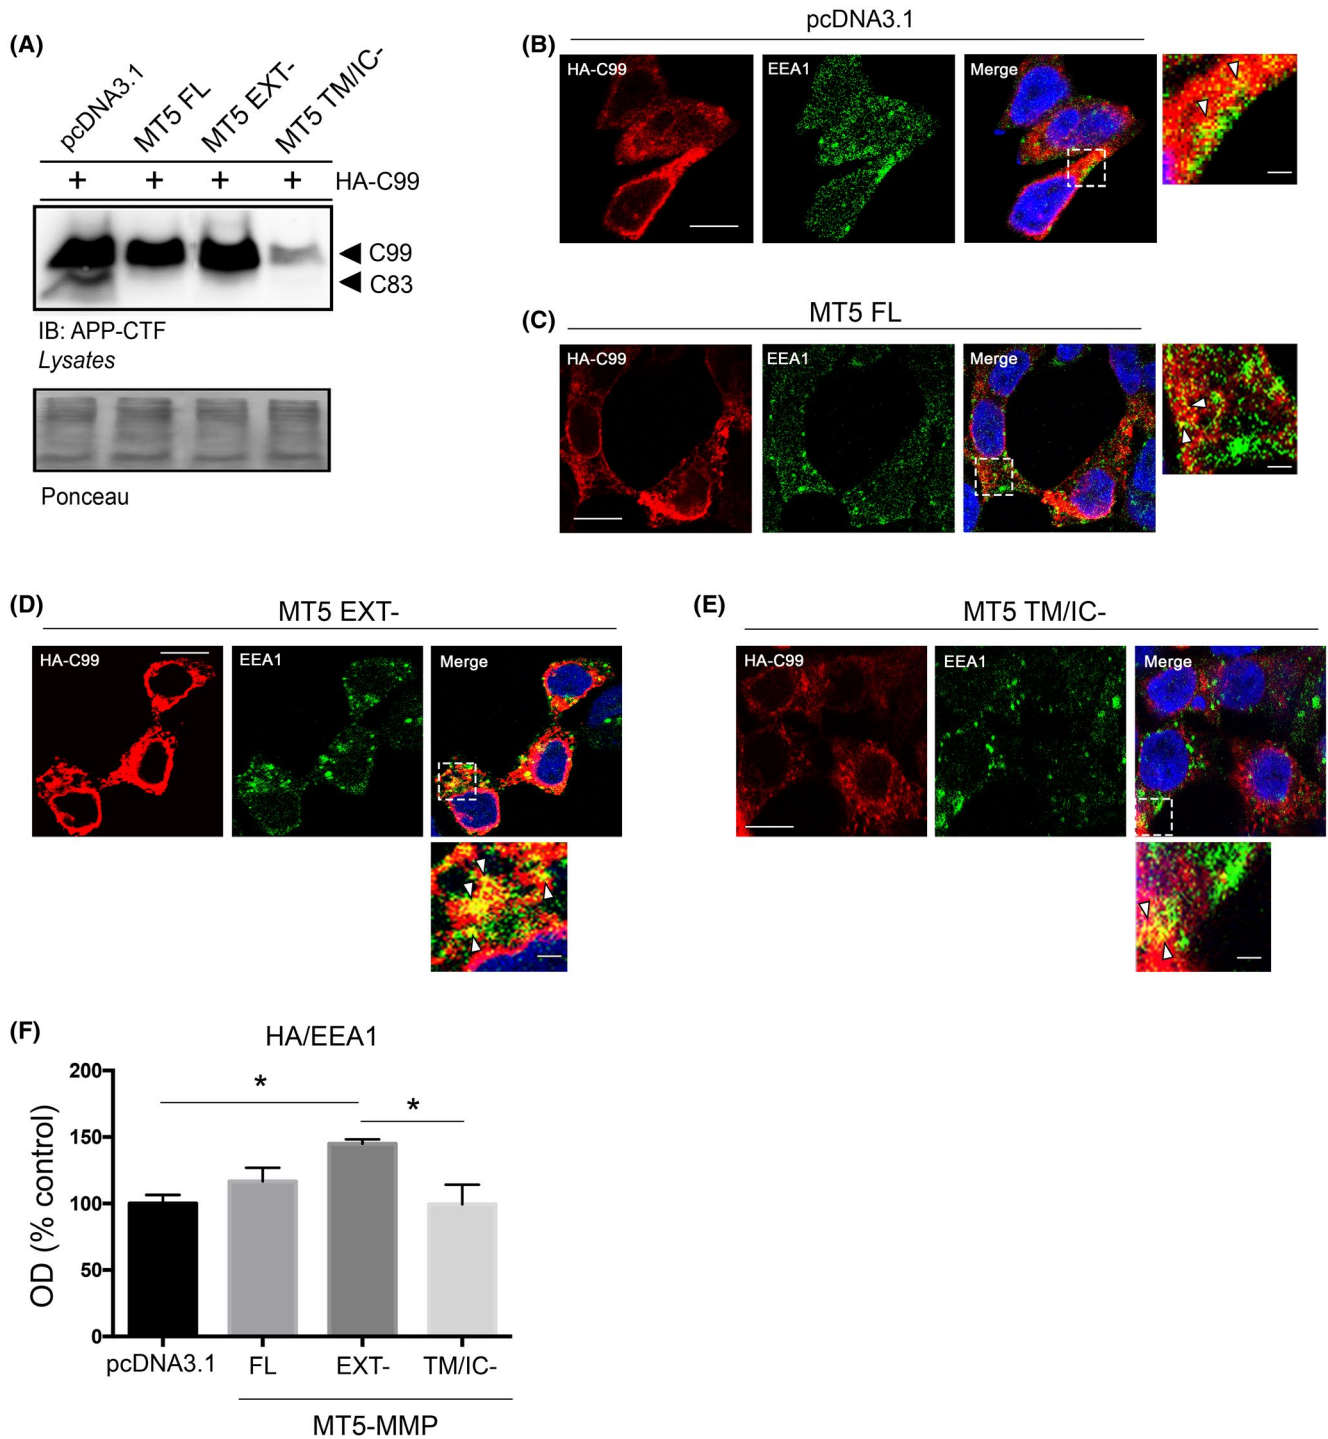 (A)
pcDNA3.1
MT5 FL
MT5 EXT-
MT5 TM/IC-
+ + + + HA-C99
C99
C83
IB: APP-CTF
Lysates
Ponceau
(B)
pcDNA3.1
HA-C99 EEA1 Merge
(C)
MT5 FL
HA-C99 EEA1 Merge
(D)
MT5 EXT-
HA-C99 EEA1 Merge
(E)
MT5 TM/IC-
HA-C99 EEA1 Merge
(F)
HA/EEA1
OD (% control)
200
150
100
50
0
*
*
pcDNA3.1 FL EXT- TM/IC-
MT5-MMP